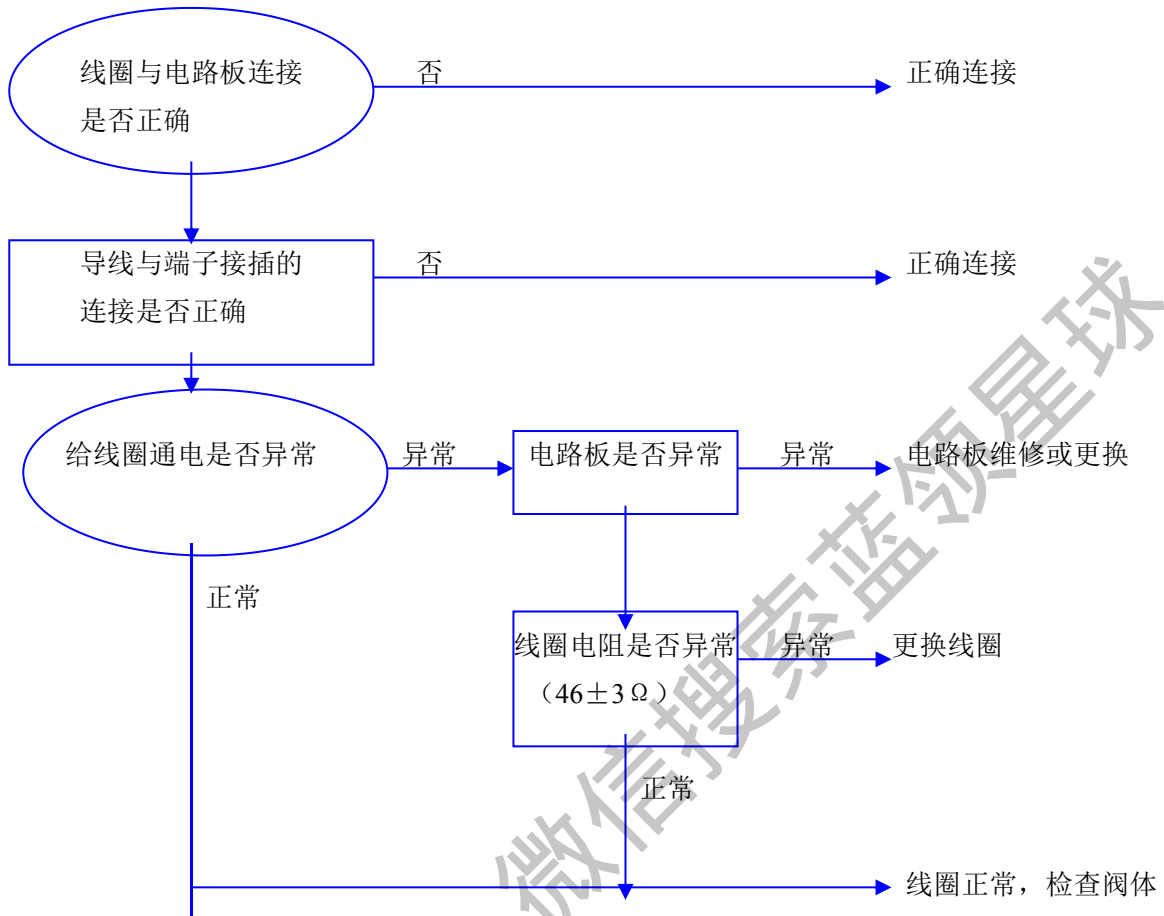 线圈与电路板连接
是否正确
否
正确连接
导线与端子接插的
连接是否正确
否
正确连接
给线圈通电是否异常
异常
电路板是否异常
异常
电路板维修或更换
正常
线圈电阻是否异常
（46±3Ω）
异常
更换线圈
正常
线圈正常，检查阀体
微信搜索蓝领星球